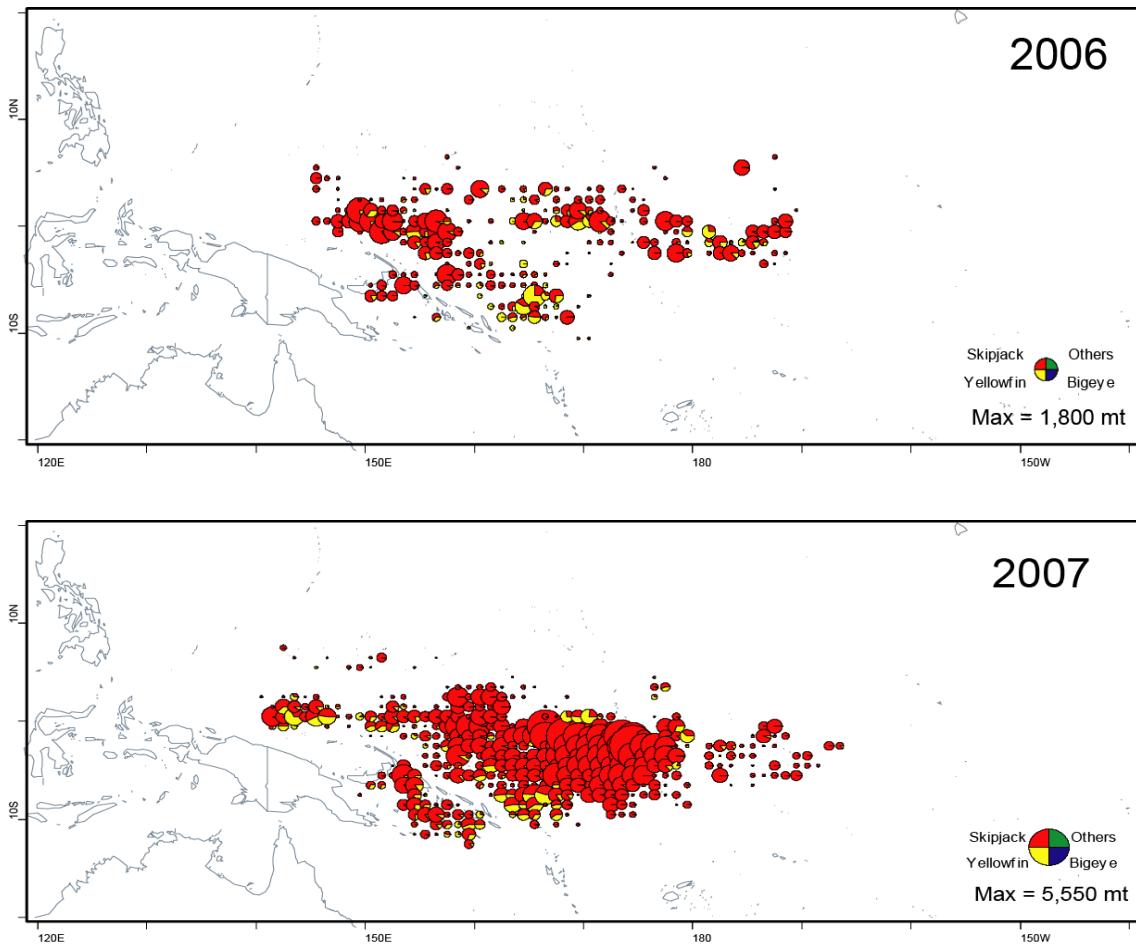 2006
10N
10S
Skipjack Others
Yellowfin Bigeye
Max = 1,800 mt
120E 150E 180 150W
2007
10N
10S
Skipjack Others
Yellowfin Bigeye
Max = 5,550 mt
120E 150E 180 150W